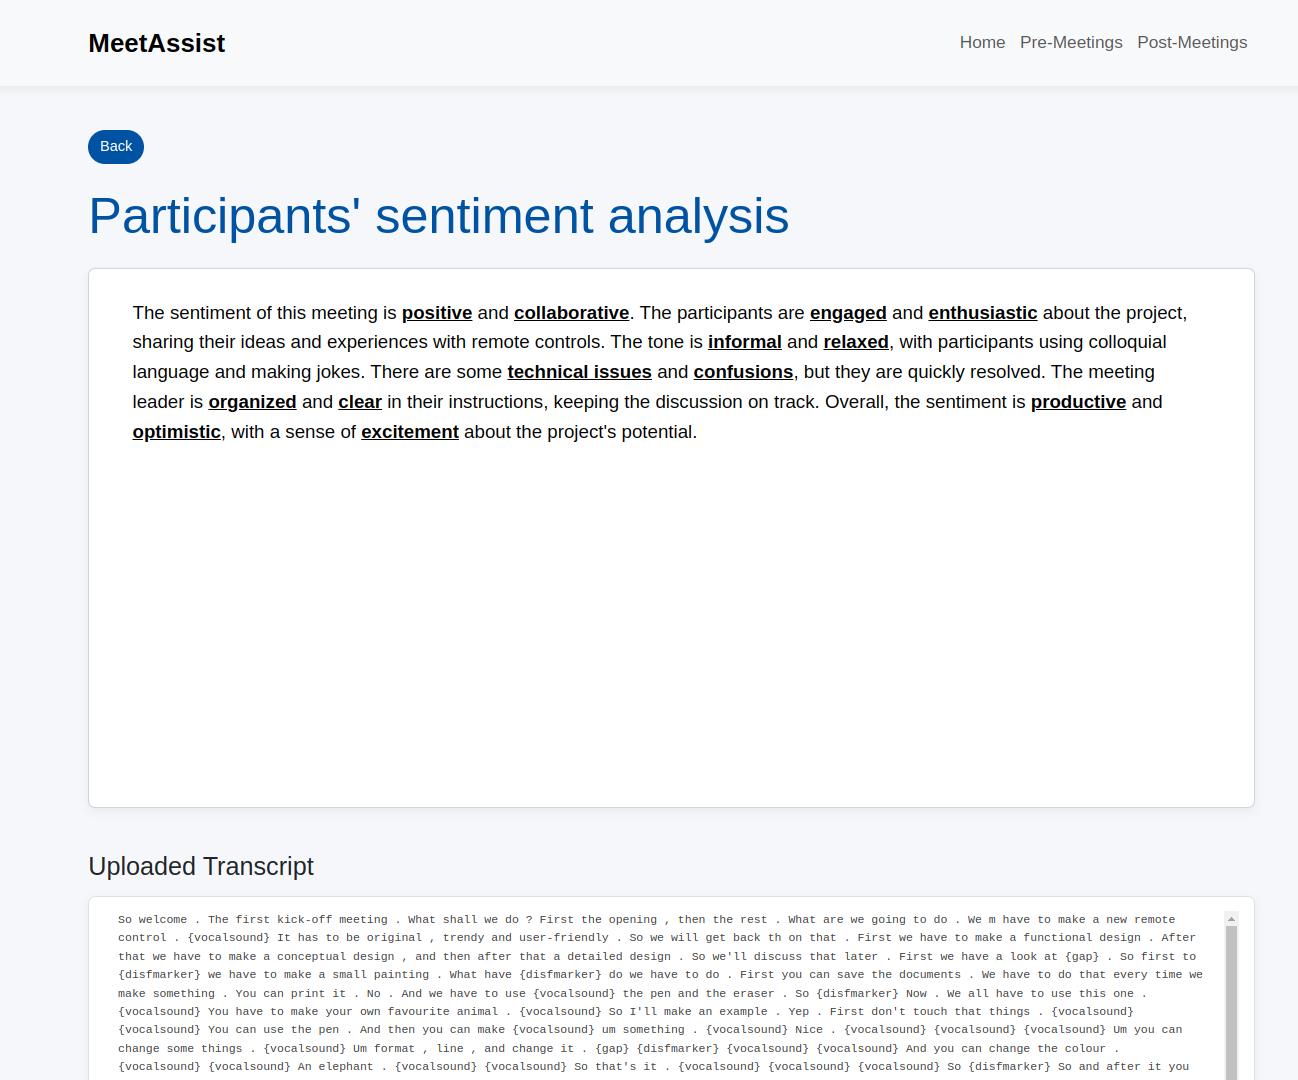 MeetAssist
Home Pre-Meetings Post-Meetings
Back
Participants' sentiment analysis
The sentiment of this meeting is positive and collaborative. The participants are engaged and enthusiastic about the project,
sharing their ideas and experiences with remote controls. The tone is informal and relaxed, with participants using colloquial
language and making jokes. There are some technical issues and confusions, but they are quickly resolved. The meeting
leader is organized and clear in their instructions, keeping the discussion on track. Overall, the sentiment is productive and
optimistic, with a sense of excitement about the project's potential.
Uploaded Transcript
So welcome . The first kick-off meeting . What shall we do ? First the opening , then the rest . What are we going to do . We m have to make a new remote
control . {vocalsound} It has to be original , trendy and user-friendly . So we will get back th on that . First we have to make a functional design . After
that we have to make a conceptual design , and then after that a detailed design . So we'll discuss that later . First we have a look at {gap} . So first to
{disfmarker} we have to make a small painting . What have {disfmarker} do we have to do . First you can save the documents . We have to do that every time we
make something . You can print it . No . And we have to use {vocalsound} the pen and the eraser . So {disfmarker} Now . We all have to use this one .
{vocalsound} You have to make your own favourite animal . {vocalsound} So I'll make an example . Yep . First don't touch that things . {vocalsound}
{vocalsound} You can use the pen . And then you can make {vocalsound} um something . {vocalsound} Nice . {vocalsound} {vocalsound} {vocalsound} Um you can
change some things . {vocalsound} Um format , line , and change it . {gap} {disfmarker} {vocalsound} {vocalsound} And you can change the colour .
{vocalsound} {vocalsound} An elephant . {vocalsound} {vocalsound} So that's it . {vocalsound} {vocalsound} {vocalsound} So {disfmarker} So and after it you